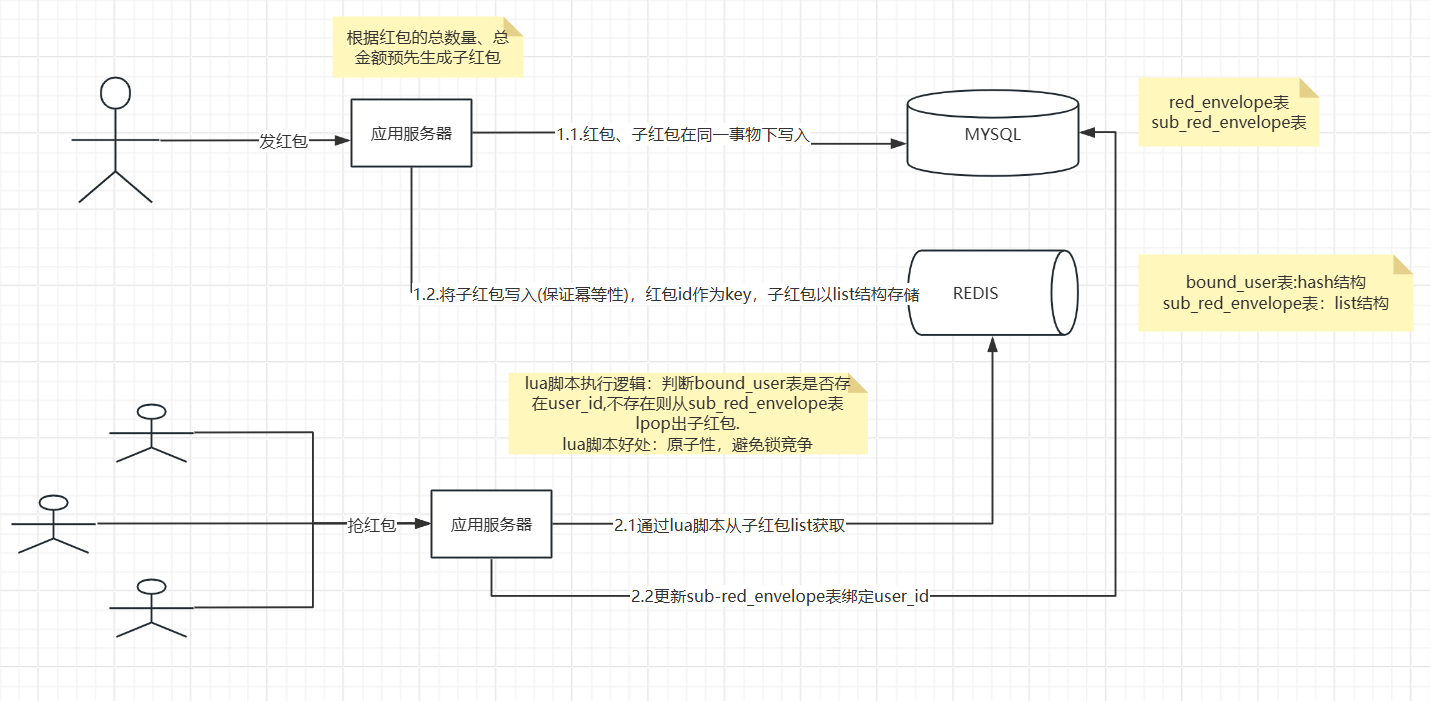 根据红包的总数量、总
金额预先生成子红包
发红包
应用服务器
1.1.红包、子红包在同一事物下写入
MYSQL
red_envelope表
sub_red_envelope表
1.2.将子红包写入(保证幂等性)，红包id作为key，子红包以list结构存储
REDIS
bound_user表:hash结构
sub_red_envelope表：list结构
lua脚本执行逻辑：判断bound_user表是否存
在user_id,不存在则从sub_red_envelope表
lpop出子红包.
lua脚本好处：原子性，避免锁竞争
抢红包
应用服务器
2.1通过lua脚本从子红包list获取
2.2更新sub-red_envelope表绑定user_id